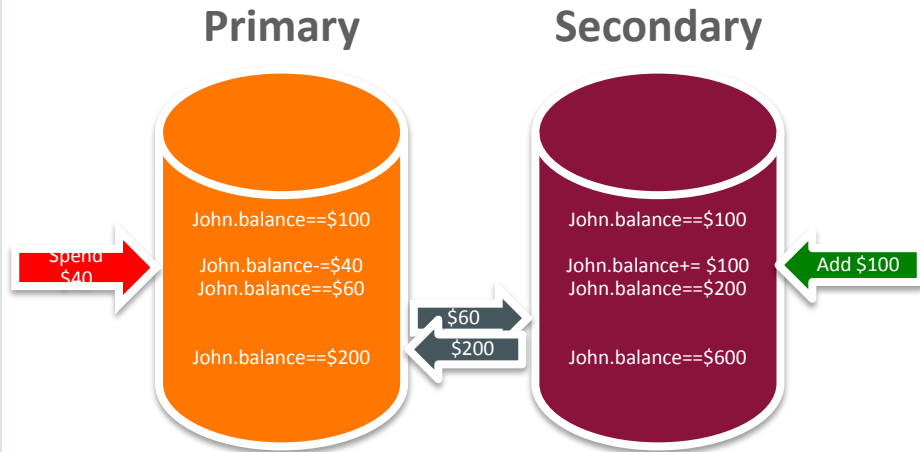 Primary
Secondary
John.balance==$100
John.balance-=$40
John.balance==$60
John.balance==$200
John.balance==$100
John.balance+= $100
John.balance==$200
John.balance==$600
Spend
$40
Add $100
$60
$200